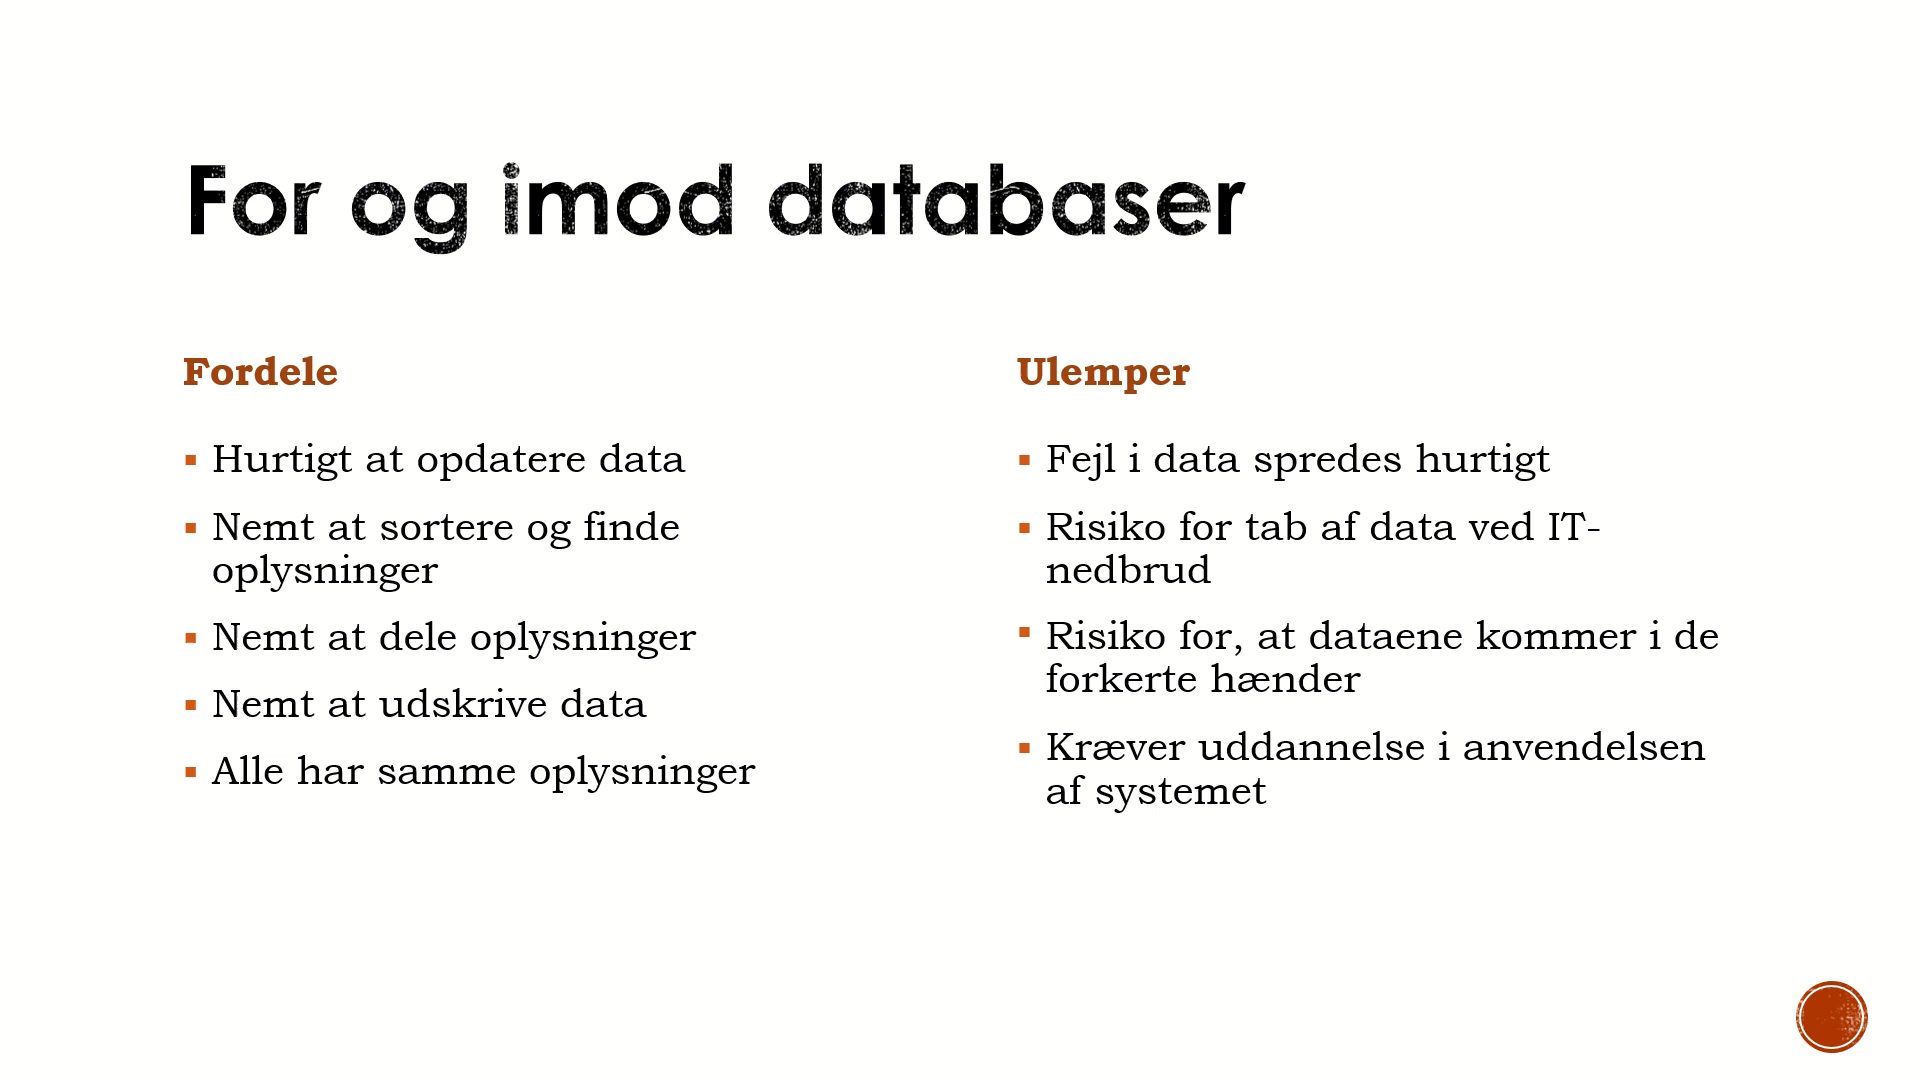 For og imod databaser
Fordele
Hurtigt at opdatere data
Nemt at sortere og finde
oplysninger
Nemt at dele oplysninger
Nemt at udskrive data
Alle har samme oplysninger
Ulemper
Fejl i data spredes hurtigt
Risiko for tab af data ved IT-
nedbrud
Risiko for, at dataene kommer i de
forkerte hænder
Kræver uddannelse i anvendelsen
af systemet